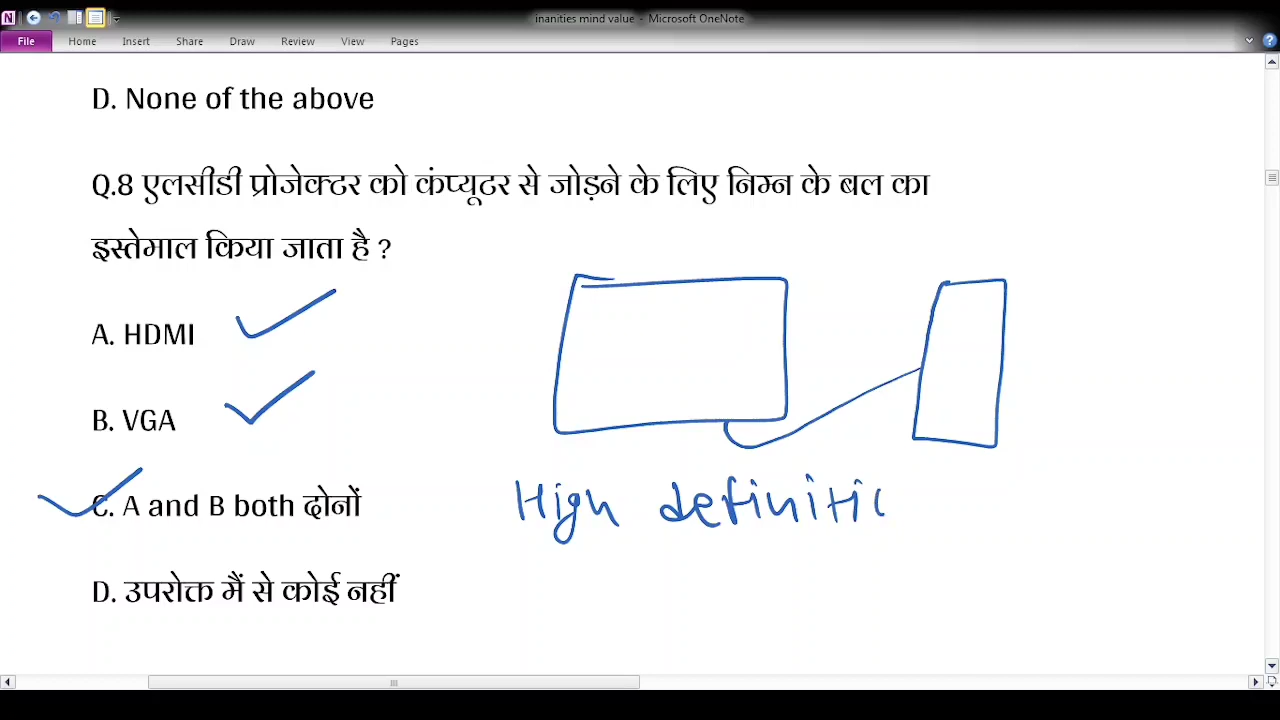 inanities mind value - Microsoft OneNote
File Home Insert Share Draw Review View Pages
D. None of the above
Q.8 एलसीडी प्रोजेक्टर को कंप्यूटर से जोड़ने के लिए निम्न के बल का
इस्तेमाल किया जाता है ?
A. HDMI
B. VGA
C. A and B both दोनों
High definitic
D. उपरोक्त मैं से कोई नहीं